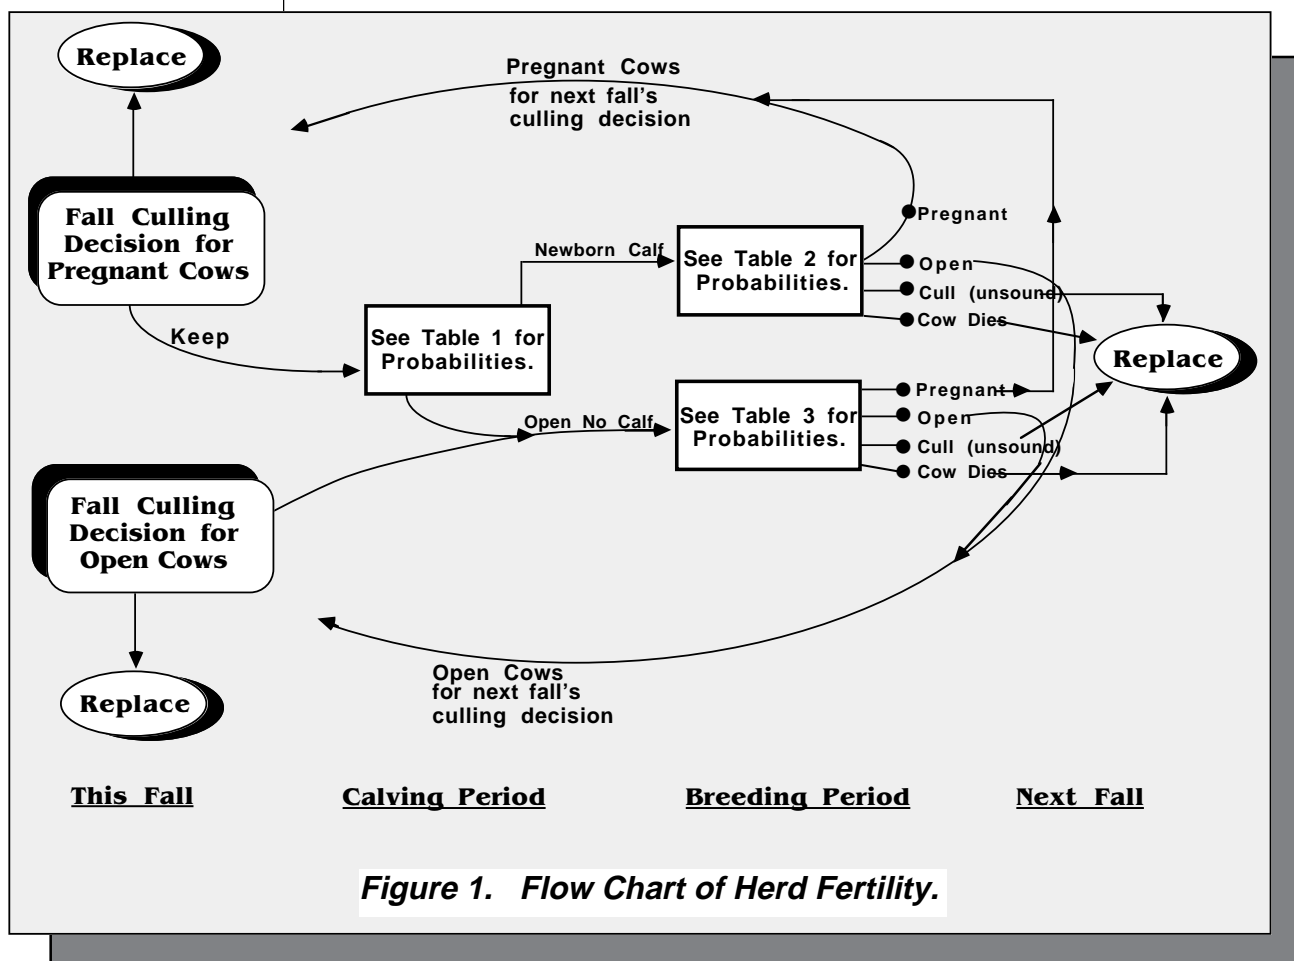 Replace
Pregnant Cows
for next fall's
culling decision
Fall Culling
Decision for
Pregnant Cows
Keep
See Table 1 for
Probabilities.
Newborn Calf
See Table 2 for
Probabilities.
Pregnant
Open
Cull (unsound)
Cow Dies
Replace
Open No Calf
See Table 3 for
Probabilities.
Pregnant
Open
Cull (unsound)
Cow Dies
Fall Culling
Decision for
Open Cows
Replace
Open Cows
for next fall's
culling decision
This Fall
Calving Period
Breeding Period
Next Fall
Figure 1. Flow Chart of Herd Fertility.